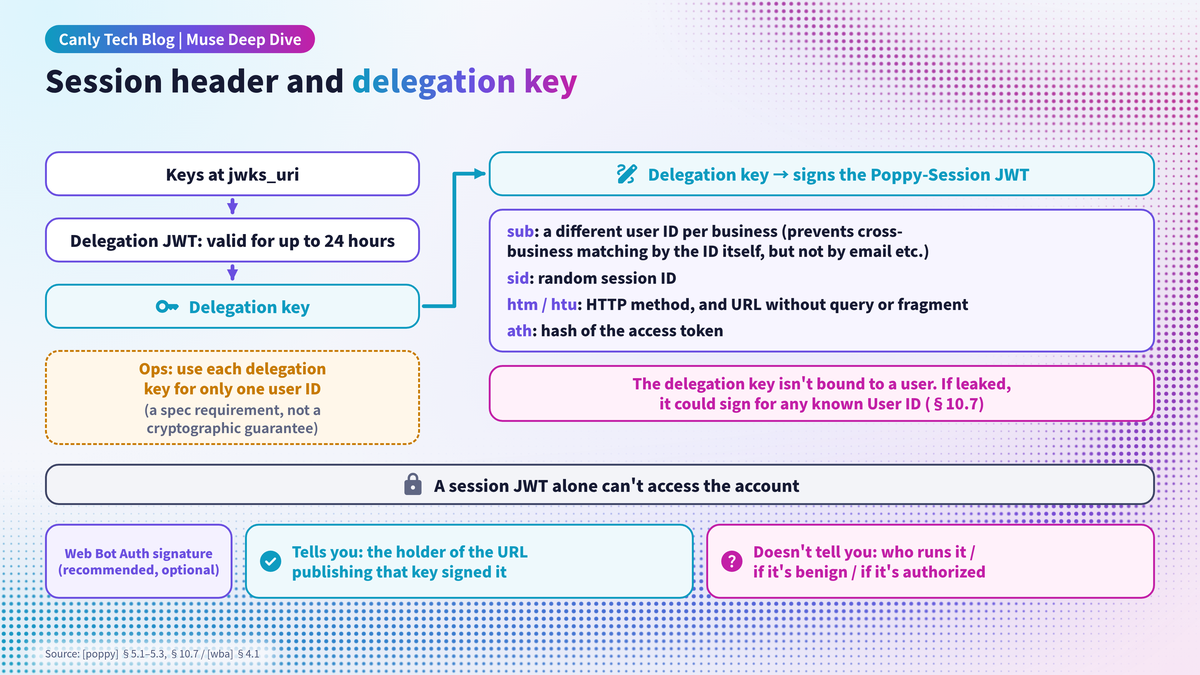 Canly Tech Blog | Muse Deep Dive
Session header and delegation key
Keys at jwks_uri
Delegation JWT: valid for up to 24 hours
Delegation key
Ops: use each delegation
key for only one user ID
(a spec requirement, not a
cryptographic guarantee)
Delegation key → signs the Poppy-Session JWT
sub: a different user ID per business (prevents cross-
business matching by the ID itself, but not by email etc.)
sid: random session ID
htm / htu: HTTP method, and URL without query or fragment
ath: hash of the access token
The delegation key isn't bound to a user. If leaked,
it could sign for any known User ID ( § 10.7)
A session JWT alone can't access the account
Web Bot Auth signature
(recommended, optional)
Tells you: the holder of the URL
publishing that key signed it
Doesn't tell you: who runs it /
if it's benign / if it's authorized
Source: [poppy] § 5.1–5.3, § 10.7 / [wba] § 4.1